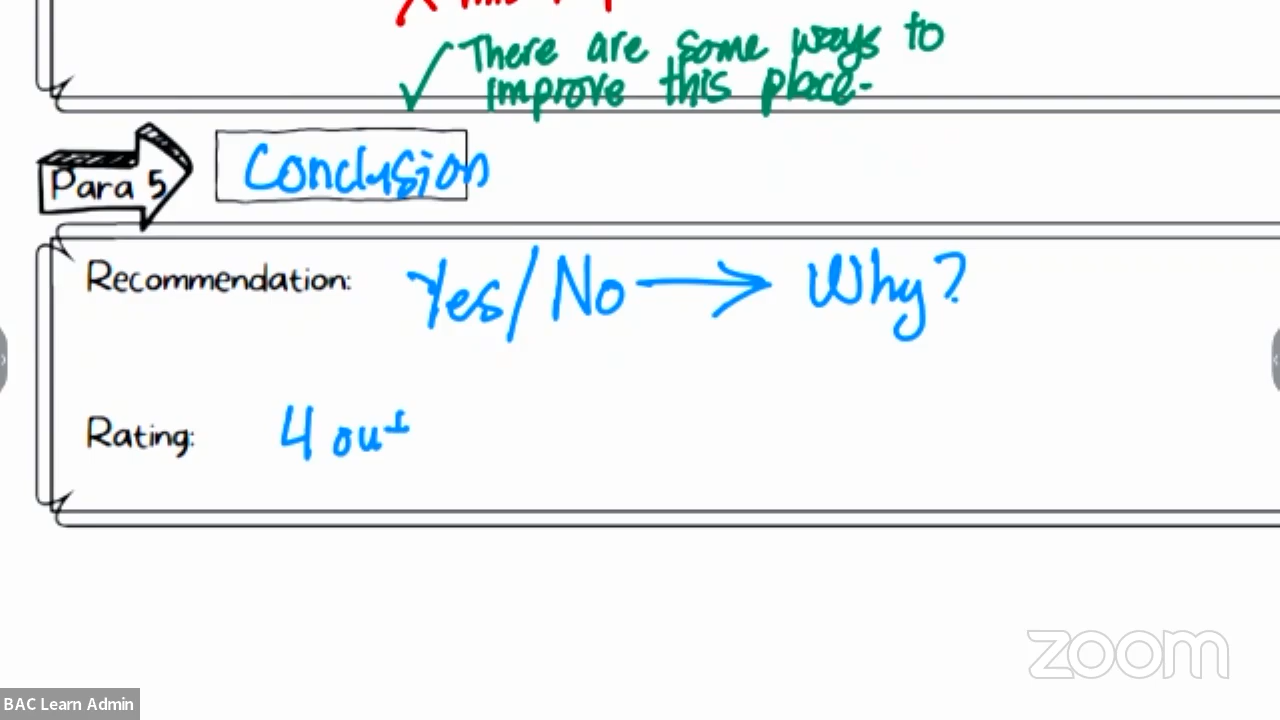 There are some ways to
improve this place.
Para 5
Conclusion
Recommendation: Yes/No → Why?
Rating: 4 out
zoom
BAC Learn Admin